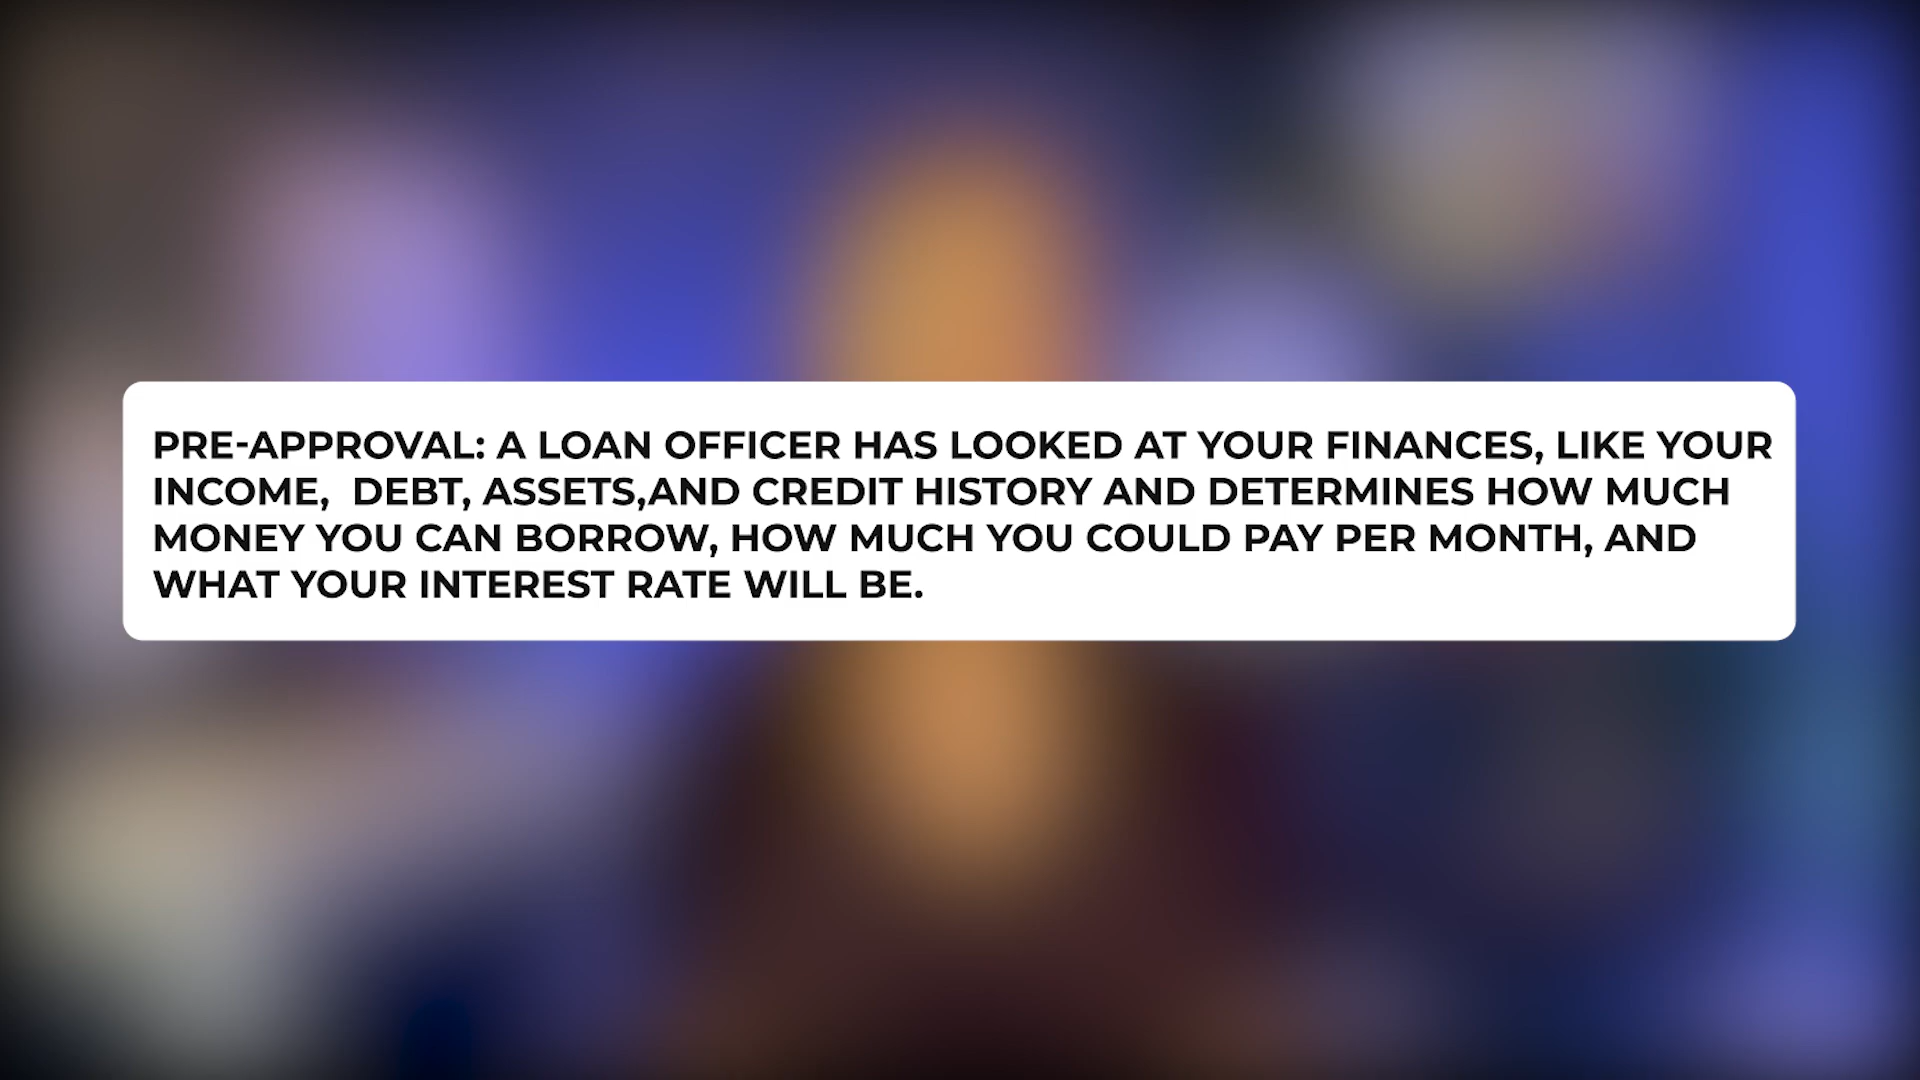 PRE-APPROVAL: A LOAN OFFICER HAS LOOKED AT YOUR FINANCES, LIKE YOUR
INCOME,  DEBT, ASSETS,AND CREDIT HISTORY AND DETERMINES HOW MUCH
MONEY YOU CAN BORROW, HOW MUCH YOU COULD PAY PER MONTH, AND
WHAT YOUR INTEREST RATE WILL BE.